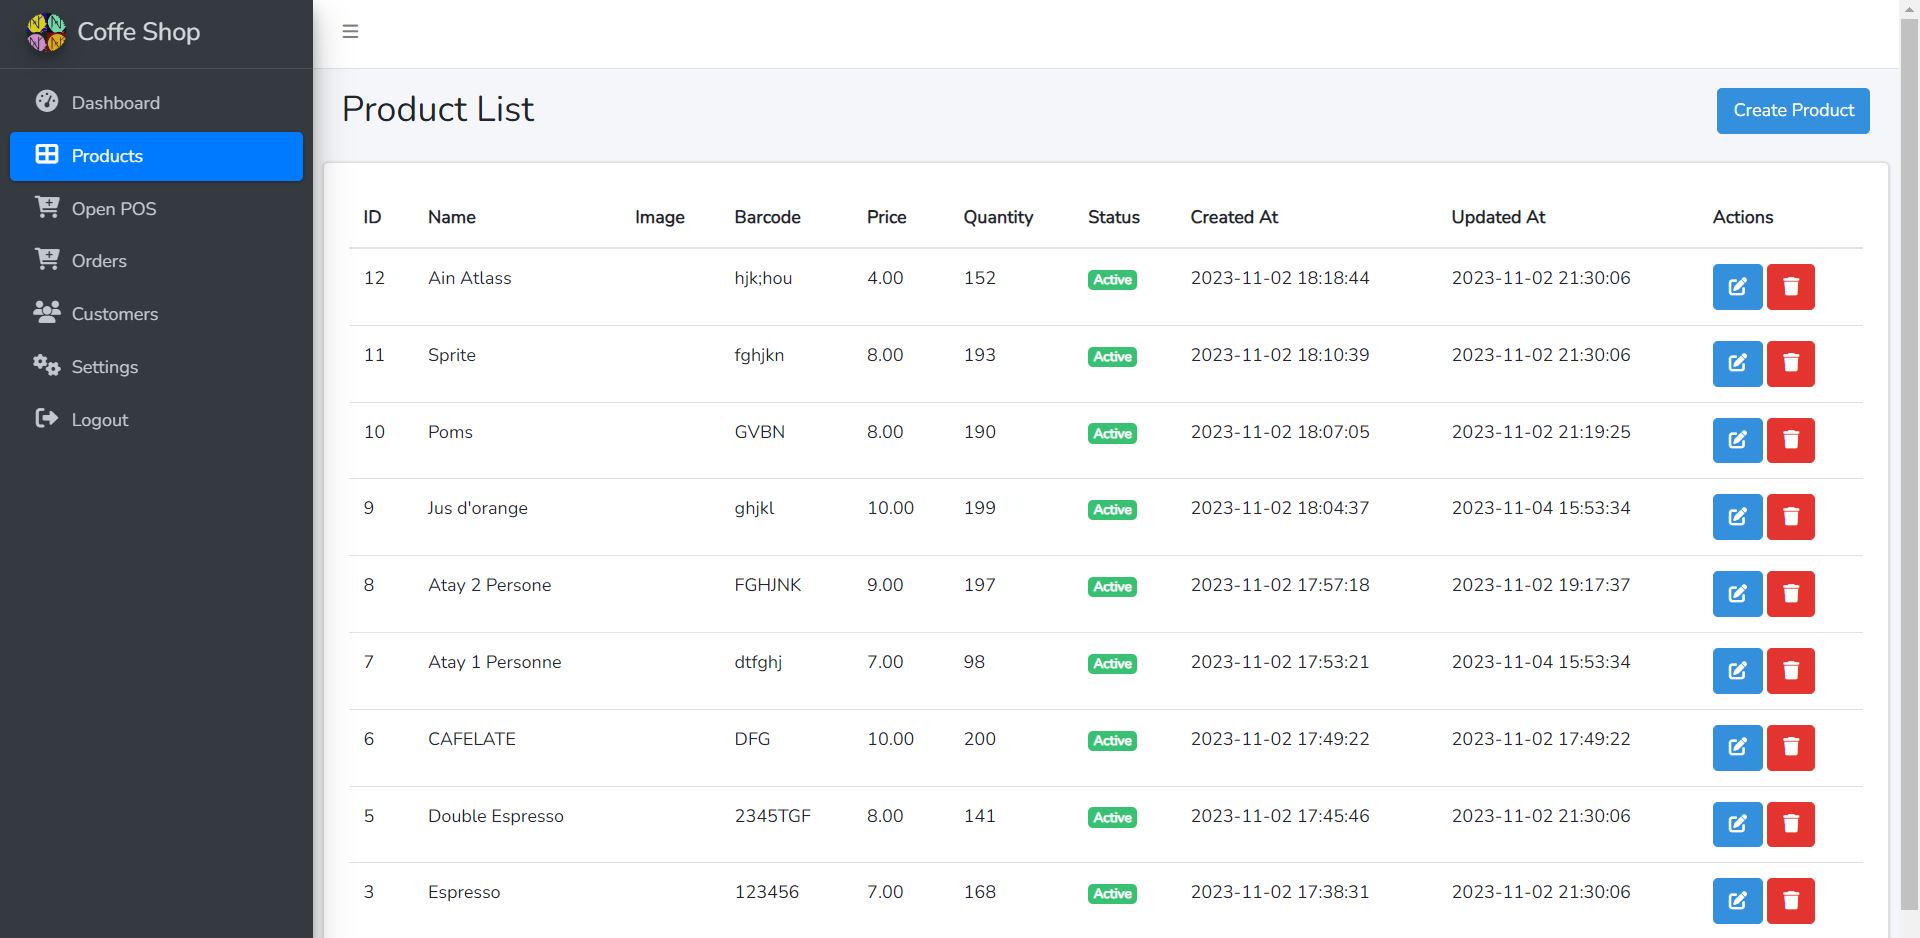 Coffe Shop
Dashboard
Products
Open POS
Orders
Customers
Settings
Logout
Product List
Create Product
ID Name Image Barcode Price Quantity Status Created At Updated At Actions
12 Ain Atlass hjk;hou 4.00 152 Active 2023-11-02 18:18:44 2023-11-02 21:30:06
11 Sprite fghjkn 8.00 193 Active 2023-11-02 18:10:39 2023-11-02 21:30:06
10 Poms GVBN 8.00 190 Active 2023-11-02 18:07:05 2023-11-02 21:19:25
9 Jus d'orange ghjkl 10.00 199 Active 2023-11-02 18:04:37 2023-11-04 15:53:34
8 Atay 2 Persone FGHJNK 9.00 197 Active 2023-11-02 17:57:18 2023-11-02 19:17:37
7 Atay 1 Personne dtfghj 7.00 98 Active 2023-11-02 17:53:21 2023-11-04 15:53:34
6 CAFELATE DFG 10.00 200 Active 2023-11-02 17:49:22 2023-11-02 17:49:22
5 Double Espresso 2345TGF 8.00 141 Active 2023-11-02 17:45:46 2023-11-02 21:30:06
3 Espresso 123456 7.00 168 Active 2023-11-02 17:38:31 2023-11-02 21:30:06